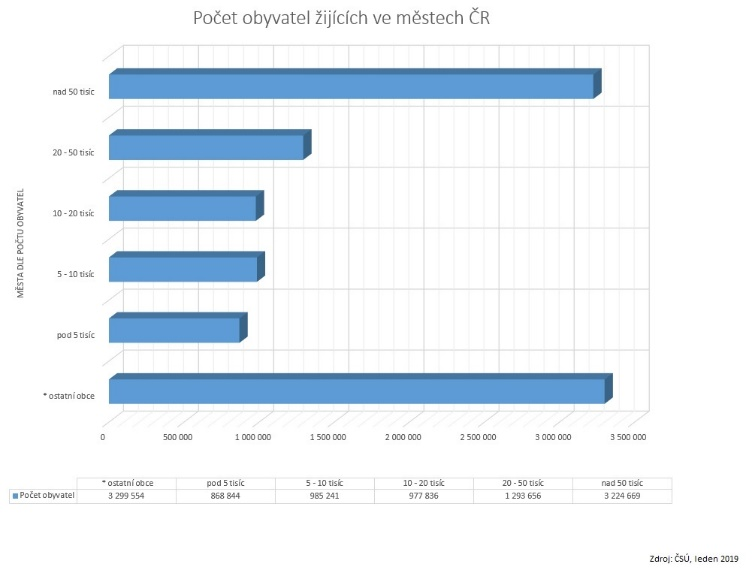 Počet obyvatel žijících ve městech ČR
MĚSTA DLE POČTU OBYVATEL
nad 50 tisíc
20 - 50 tisíc
10 - 20 tisíc
5 - 10 tisíc
pod 5 tisíc
* ostatní obce
0 500 000 1 000 000 1 500 000 2 000 000 2 500 000 3 000 000 3 500 000
* ostatní obce pod 5 tisíc 5 - 10 tisíc 10 - 20 tisíc 20 - 50 tisíc nad 50 tisíc
Počet obyvatel 3 299 554 868 844 985 241 977 836 1 293 656 3 224 669
Zdroj: ČSÚ, leden 2019